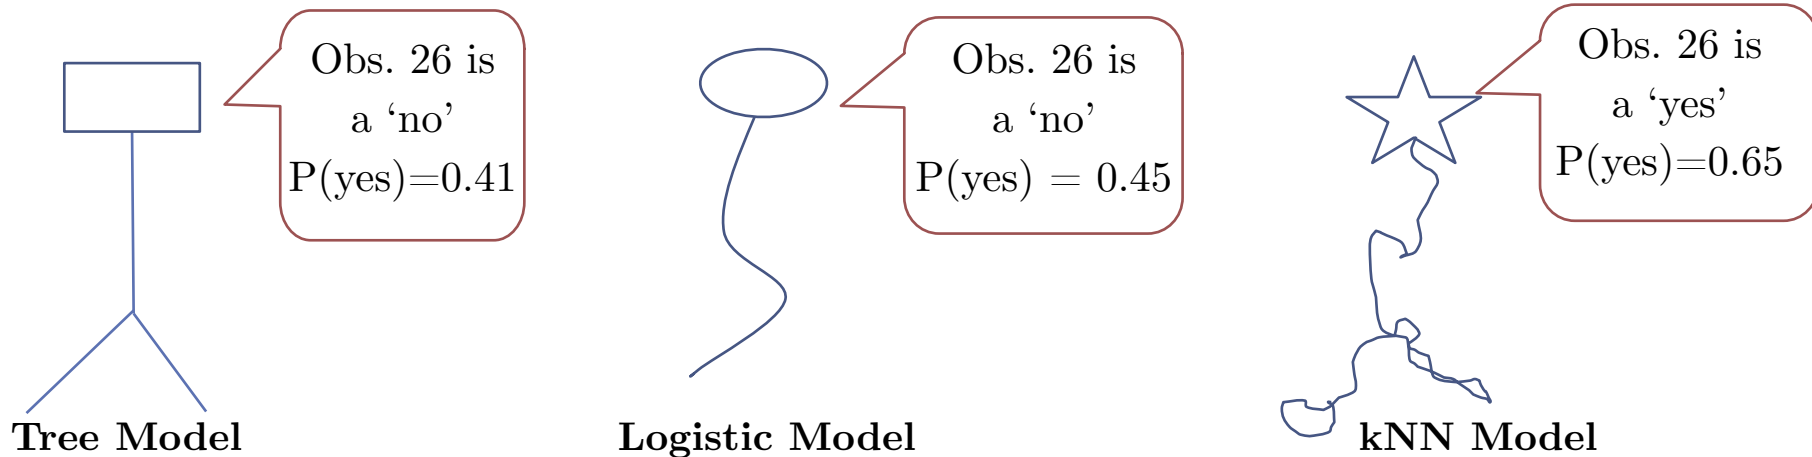 Obs. 26 is
a ‘no’
P(yes)=0.41
Obs. 26 is
a ‘no’
P(yes) = 0.45
Obs. 26 is
a ‘yes’
P(yes)=0.65
Tree Model
Logistic Model
kNN Model